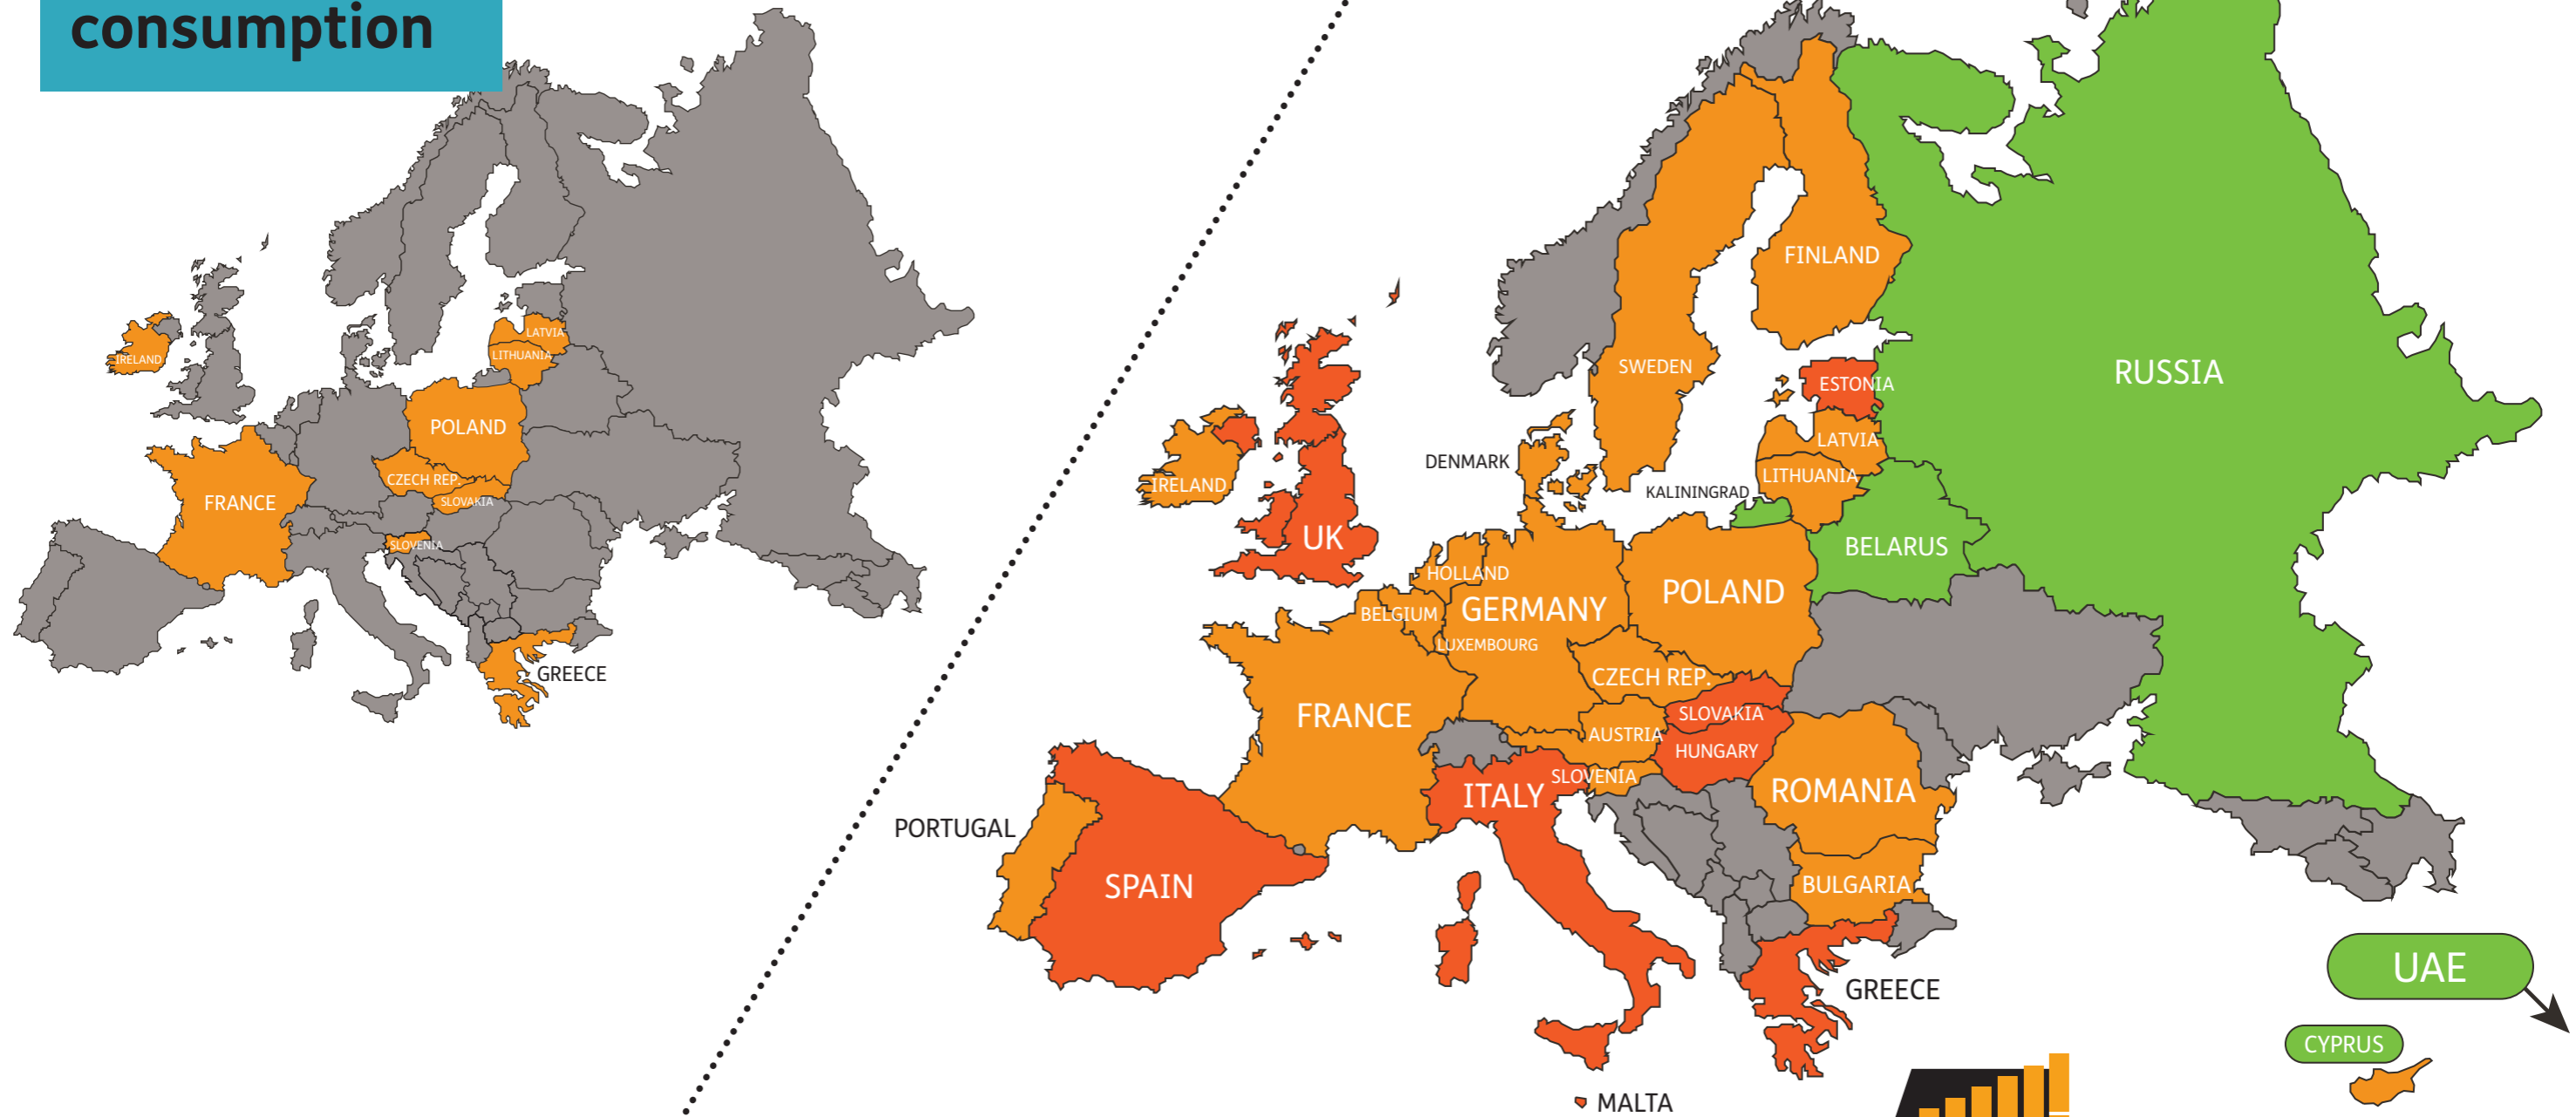 consumption
LATVIA
IRELAND
LITHUANIA
POLAND
CZECH REP.
FRANCE
SLOVAKIA
SLOVENIA
GREECE
FINLAND
SWEDEN
RUSSIA
ESTONIA
LATVIA
DENMARK
LITHUANIA
IRELAND
KALININGRAD
UK
BELARUS
HOLLAND
POLAND
GERMANY
BELGIUM
LUXEMBOURG
CZECH REP.
FRANCE
SLOVAKIA
AUSTRIA
HUNGARY
SLOVENIA
ITALY
ROMANIA
PORTUGAL
SPAIN
BULGARIA
UAE
GREECE
CYPRUS
MALTA